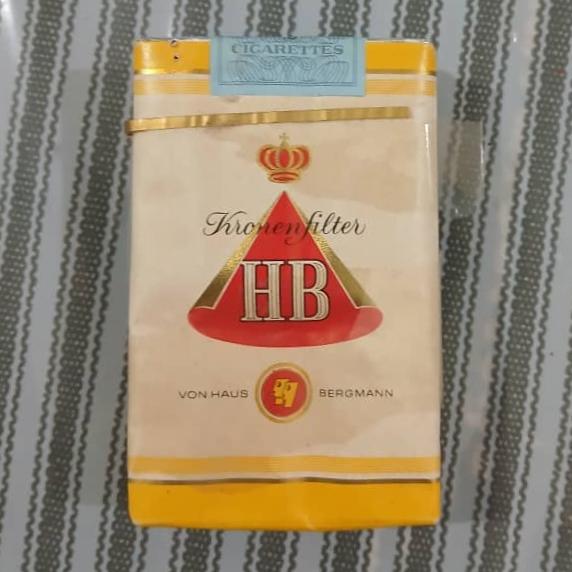 CIGARETTES
Kronenfilter
HB
VON HAUS BERGMANN